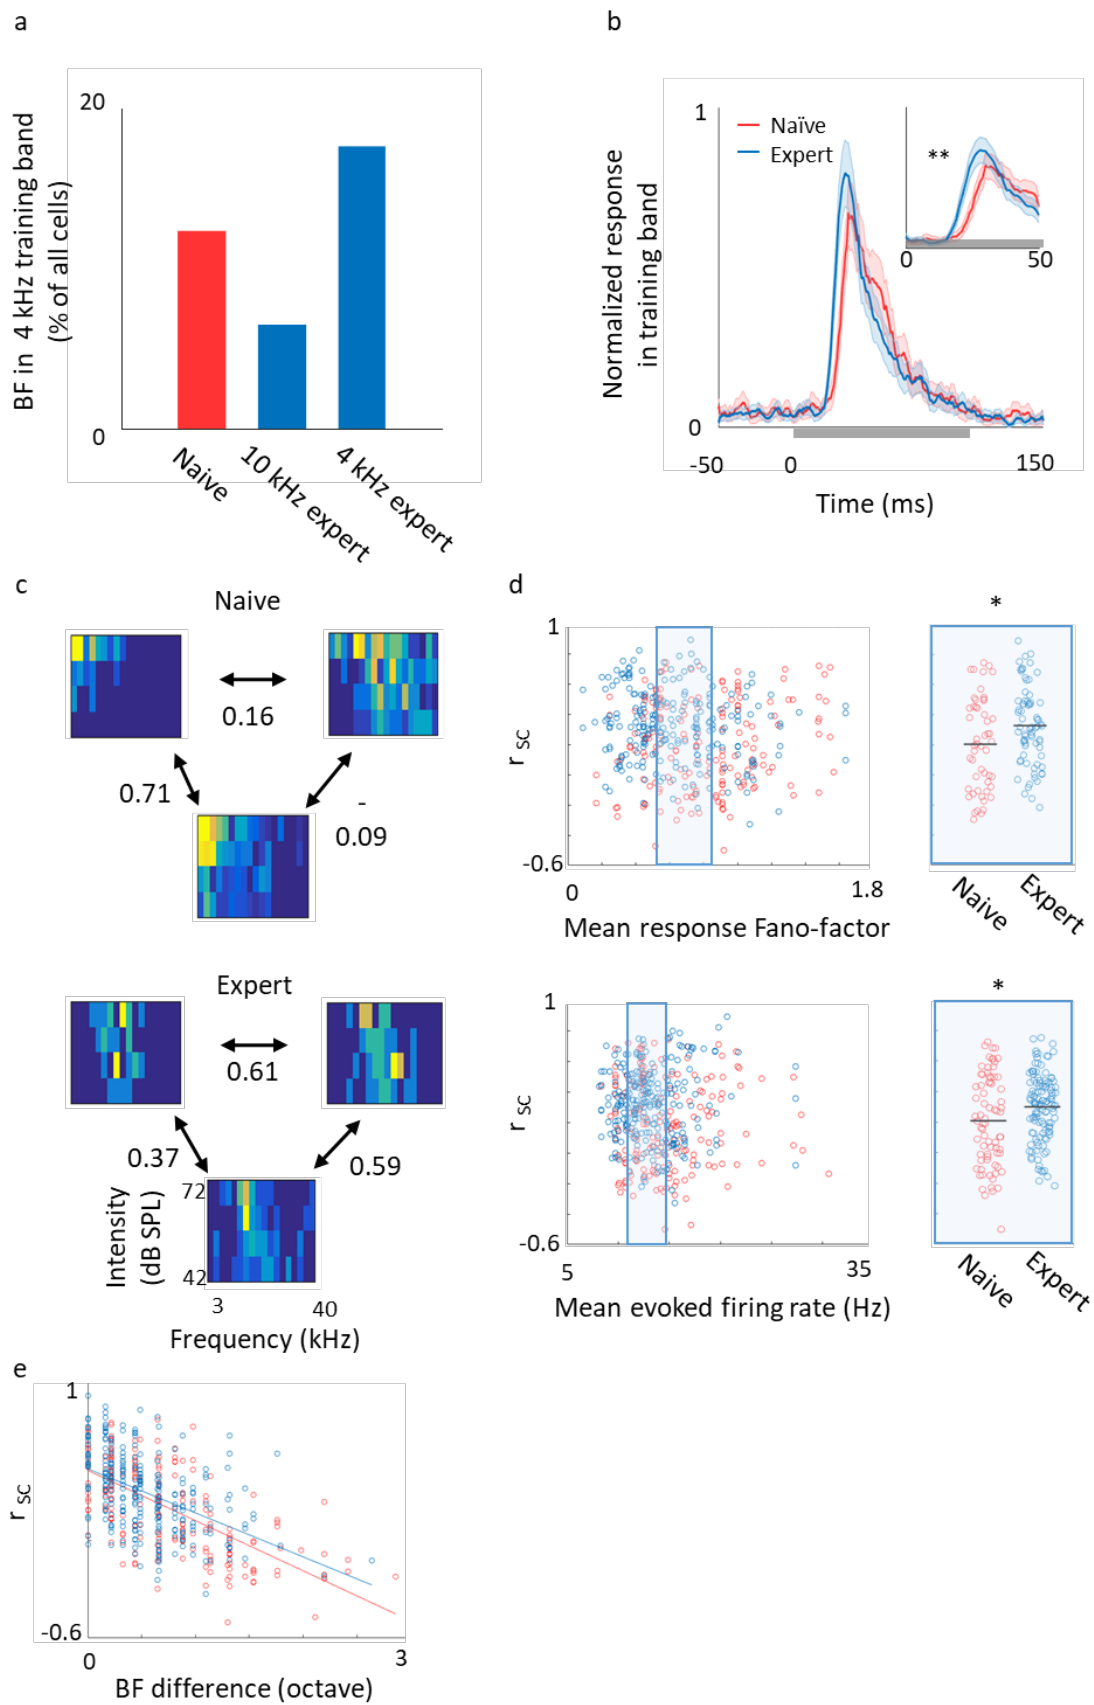 a
BF in 4 kHz training band
(% of all cells)
20
0
Naive
10 kHz expert
4 kHz expert
b
Normalized response
in training band
1
0
Naïve
Expert
**
0
50
-50
0
150
Time (ms)
c
Naive
0.16
0.71
-
0.09
Expert
0.61
0.37
0.59
Intensity
(dB SPL)
72
42
3
40
Frequency (kHz)
d
r sc
1
-0.6
0
1.8
Mean response Fano-factor
*
Naive
Expert
r sc
1
-0.6
5
35
Mean evoked firing rate (Hz)
*
Naive
Expert
e
r sc
1
-0.6
0
3
BF difference (octave)